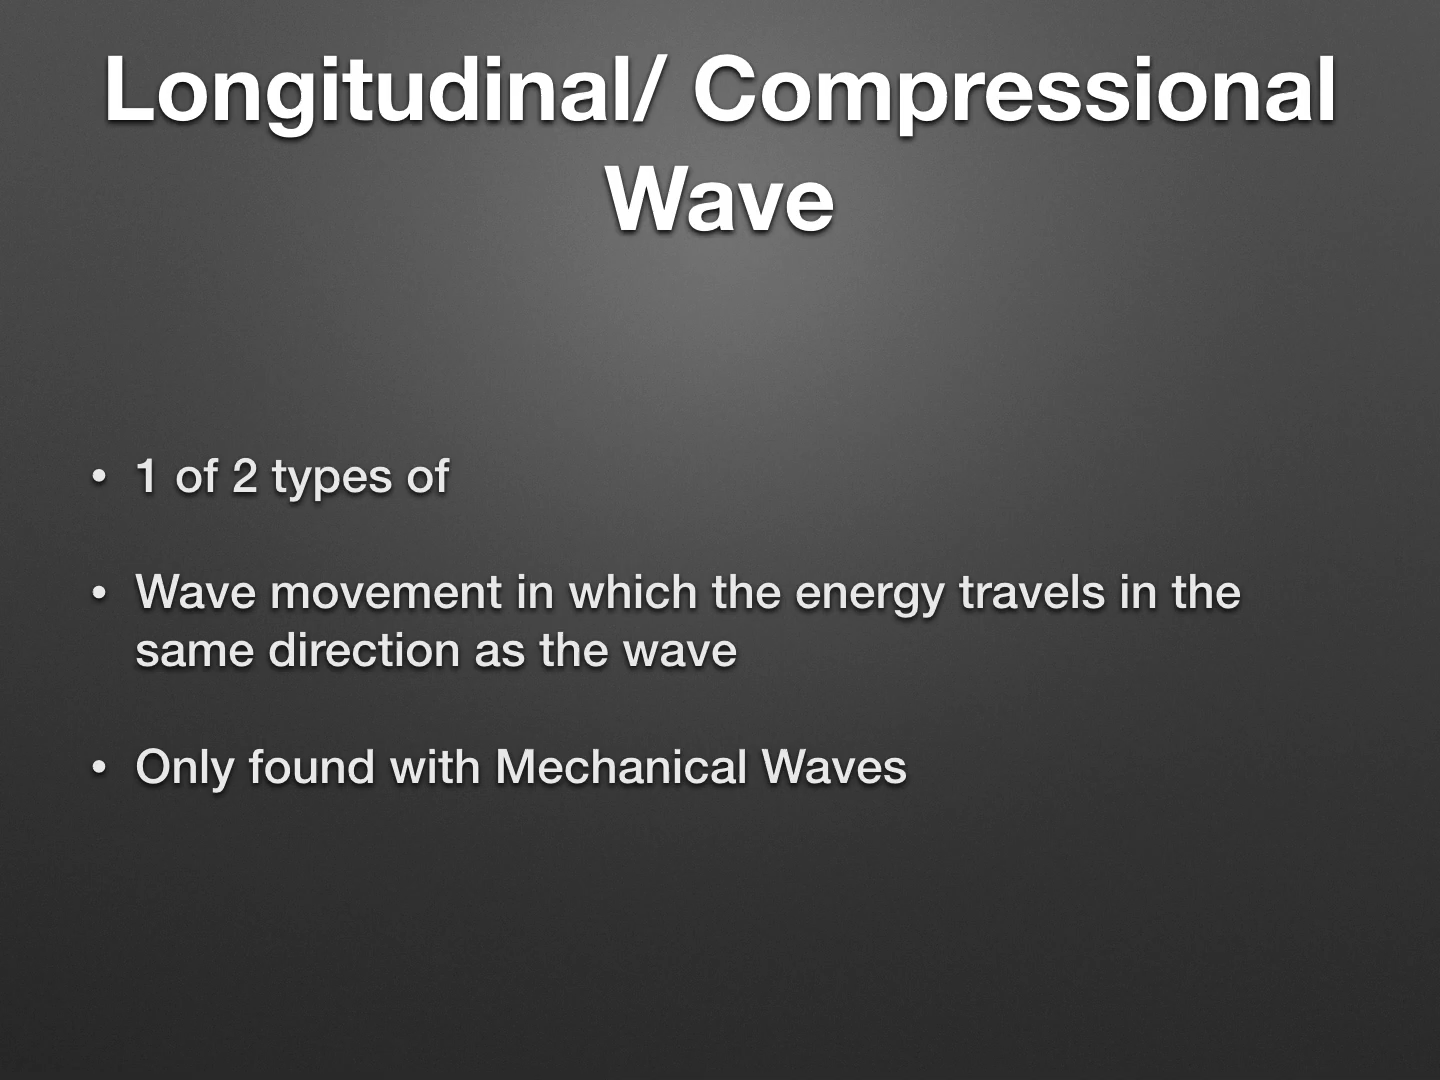 Longitudinal/ Compressional
Wave
• 1 of 2 types of
• Wave movement in which the energy travels in the
same direction as the wave
• Only found with Mechanical Waves